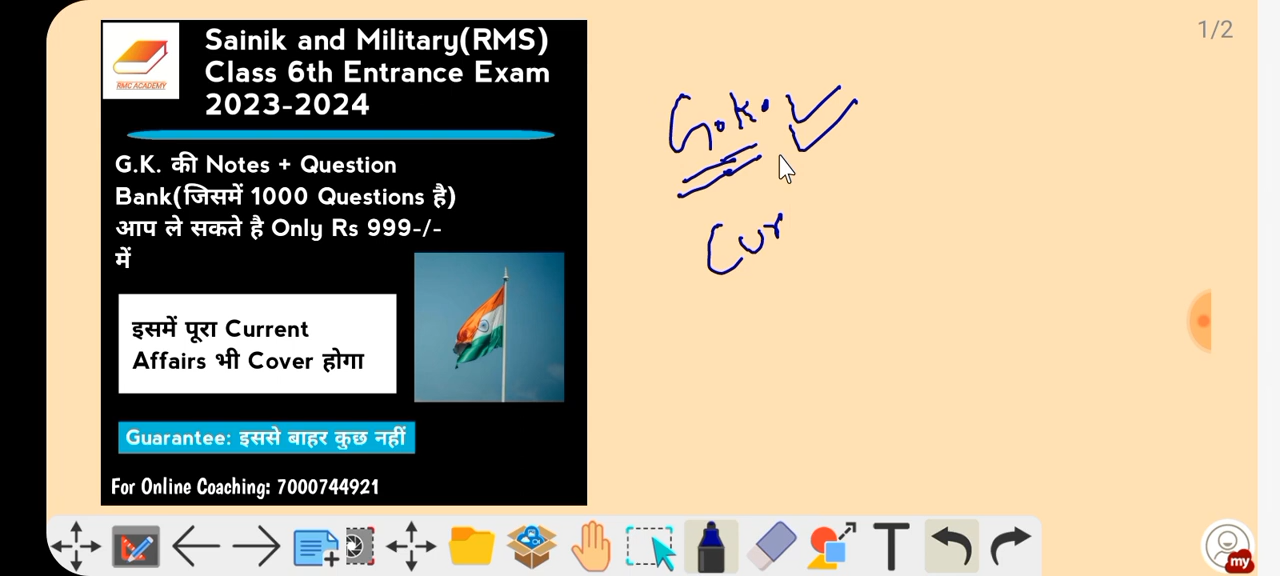 Sainik and Military(RMS)
Class 6th Entrance Exam
2023-2024
RMC ACADEMY
G.K. की Notes + Question
Bank(जिसमें 1000 Questions है)
आप ले सकते है Only Rs 999-/-
में
इसमें पूरा Current
Affairs भी Cover होगा
Guarantee: इससे बाहर कुछ नहीं
For Online Coaching: 7000744921
G.K.
Cur
1/2
T
my